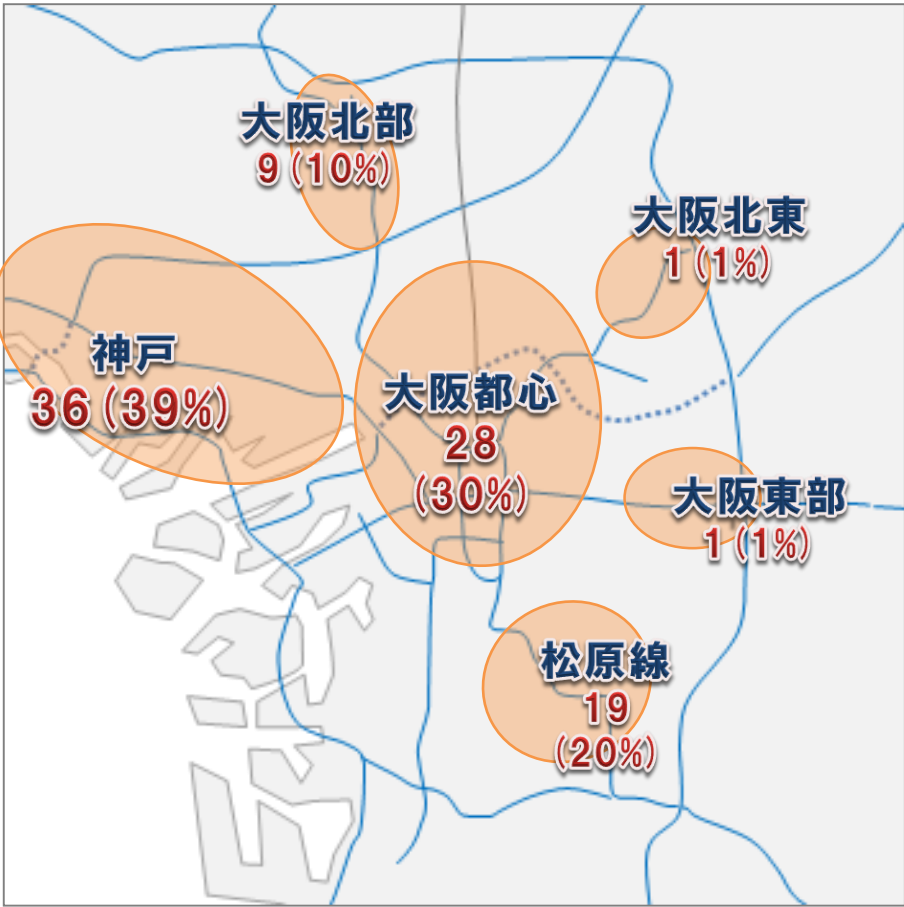 大阪北部
9(10%)
大阪北東
1(1%)
神戸
36(39%)
大阪都心
28
(30%)
大阪東部
1(1%)
松原線
19
(20%)